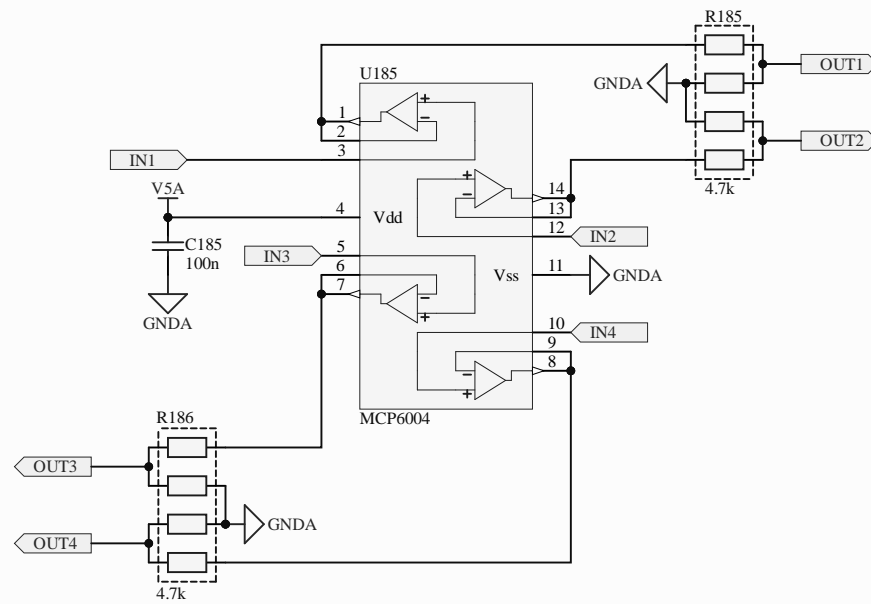 R185
OUT1
GNDA
OUT2
4.7k
U185
1
2
3
IN1
14
13
12
IN2
V5A
4
Vdd
C185
100n
GNDA
IN3
5
6
7
Vss
11
GNDA
10
IN4
9
8
MCP6004
R186
OUT3
GNDA
OUT4
4.7k